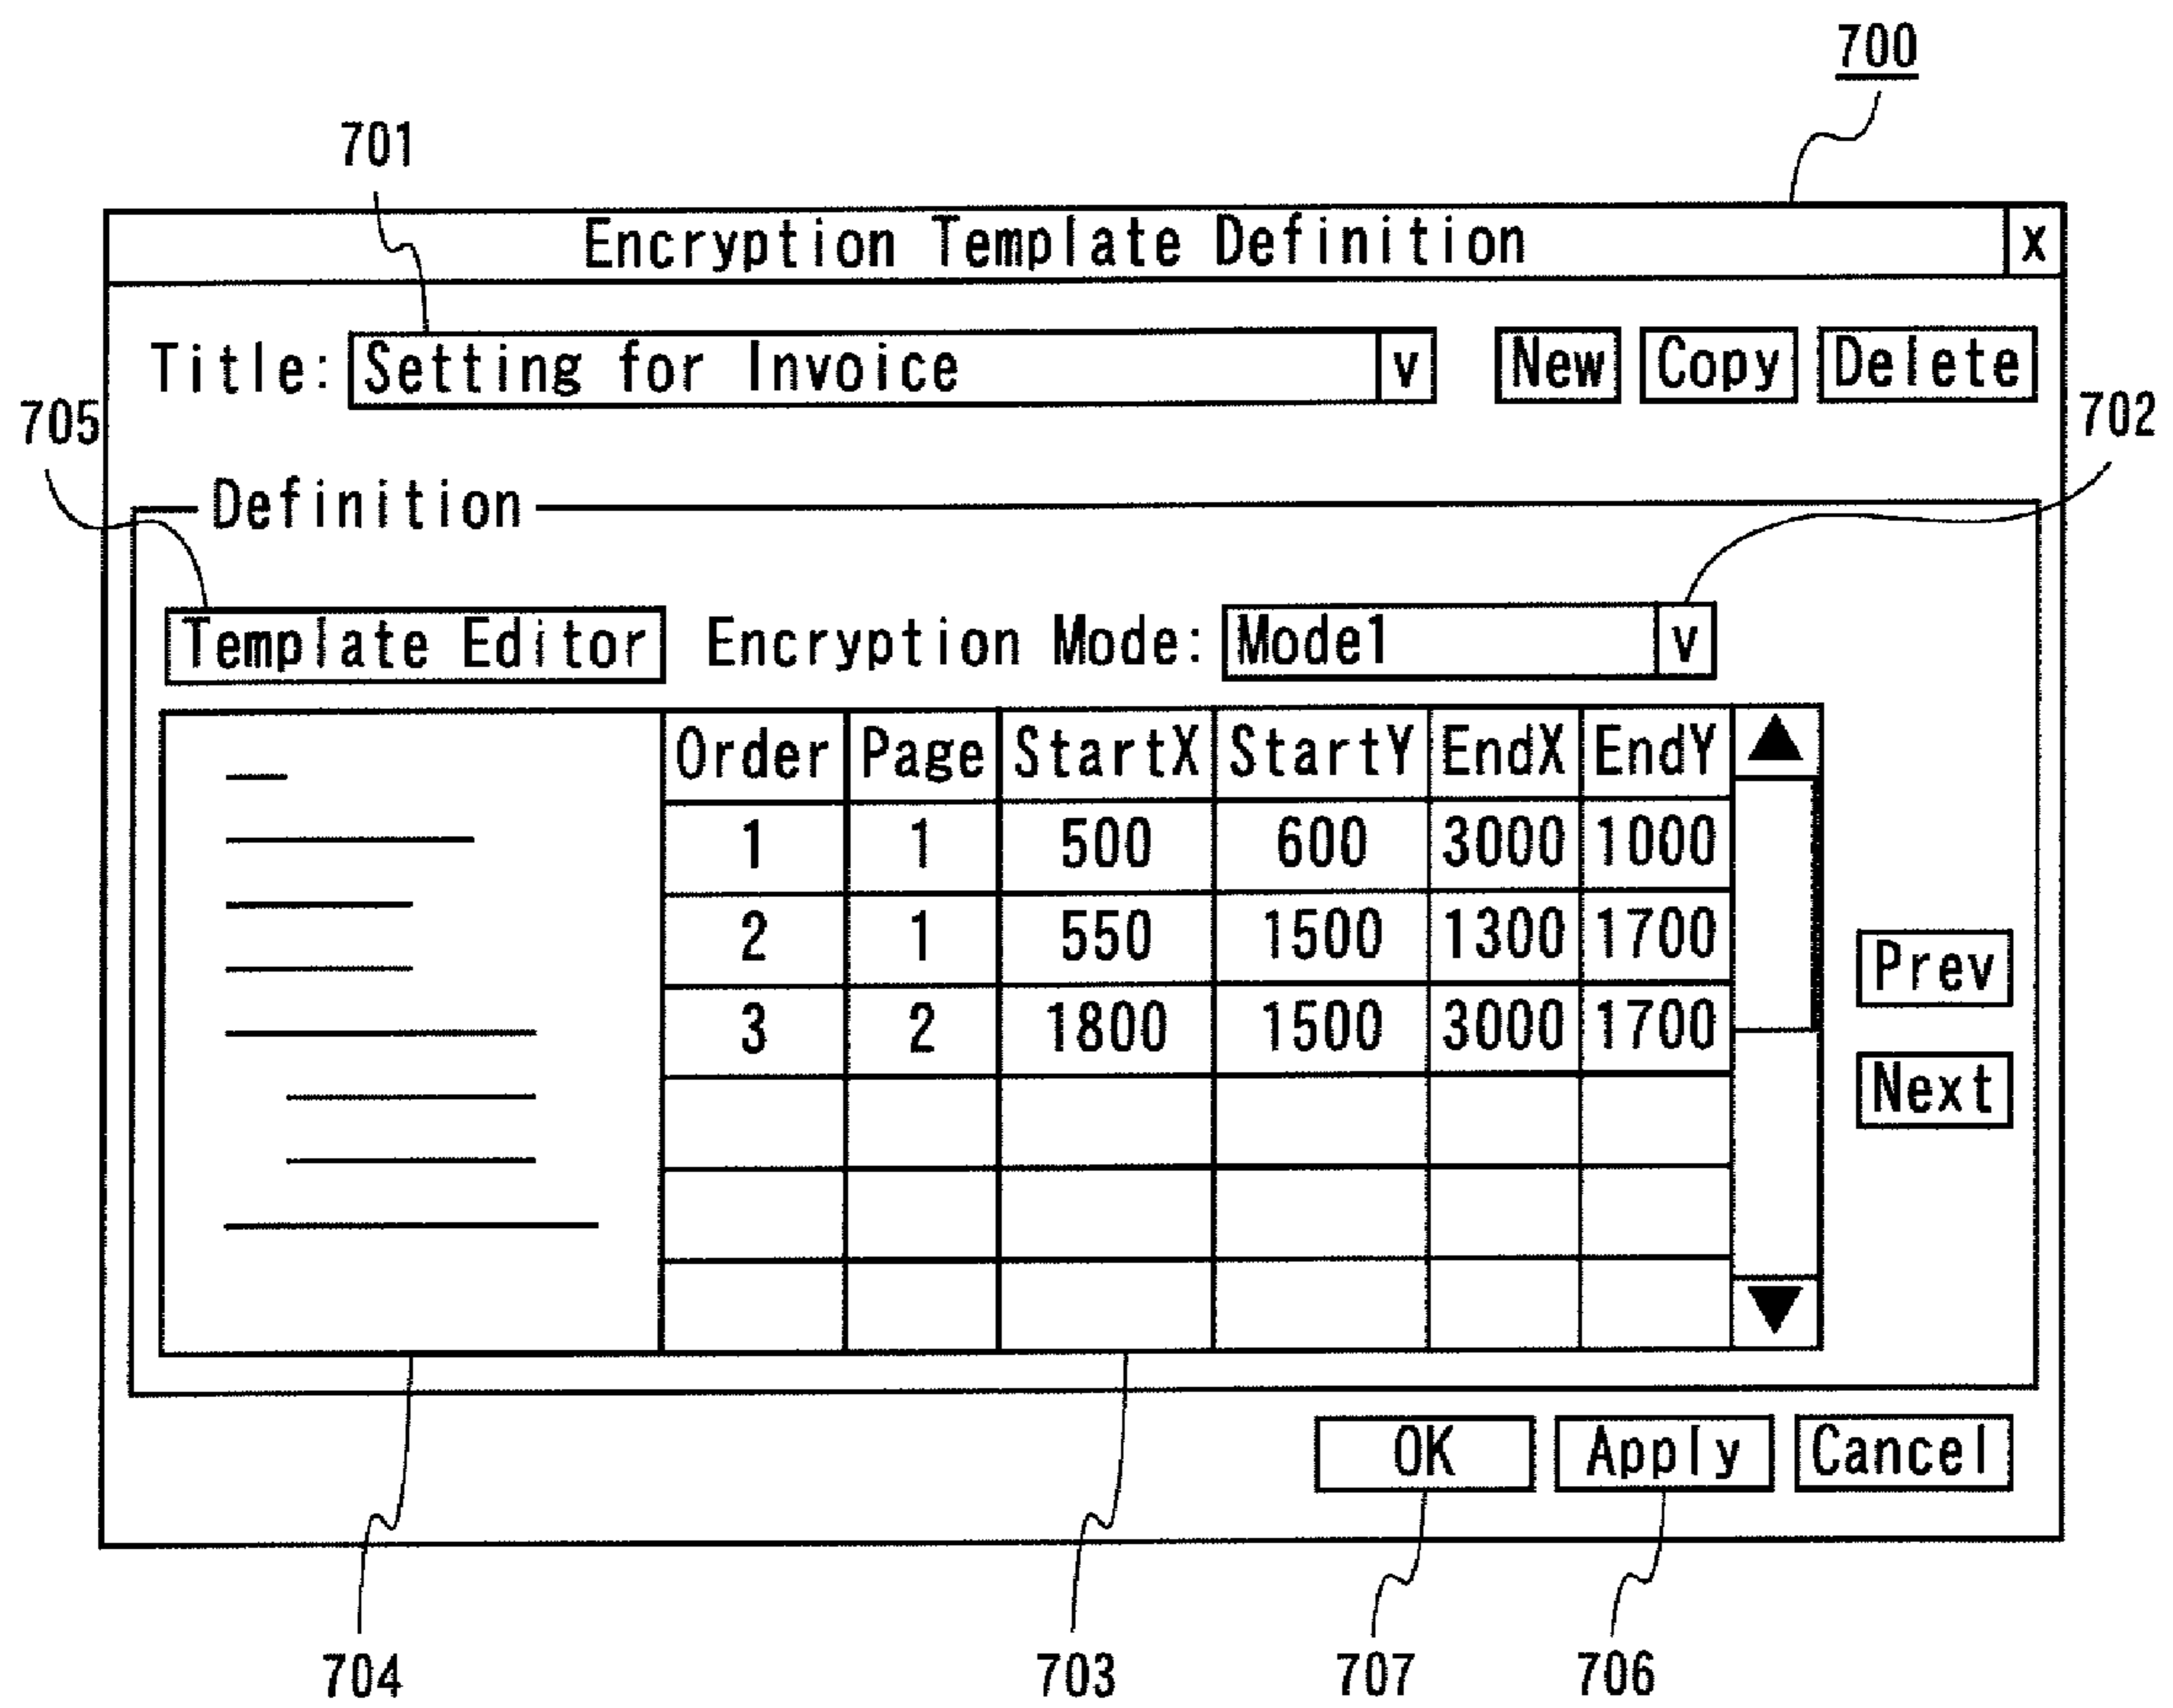 700
701
Encryption Template Definition x
Title: Setting for Invoice v New Copy Delete
705
702
Definition
Template Editor Encryption Mode: Mode1 v
Order Page StartX StartY EndX EndY
1 1 500 600 3000 1000
2 1 550 1500 1300 1700
Prev
3 2 1800 1500 3000 1700
Next
OK Apply Cancel
704 703 707 706